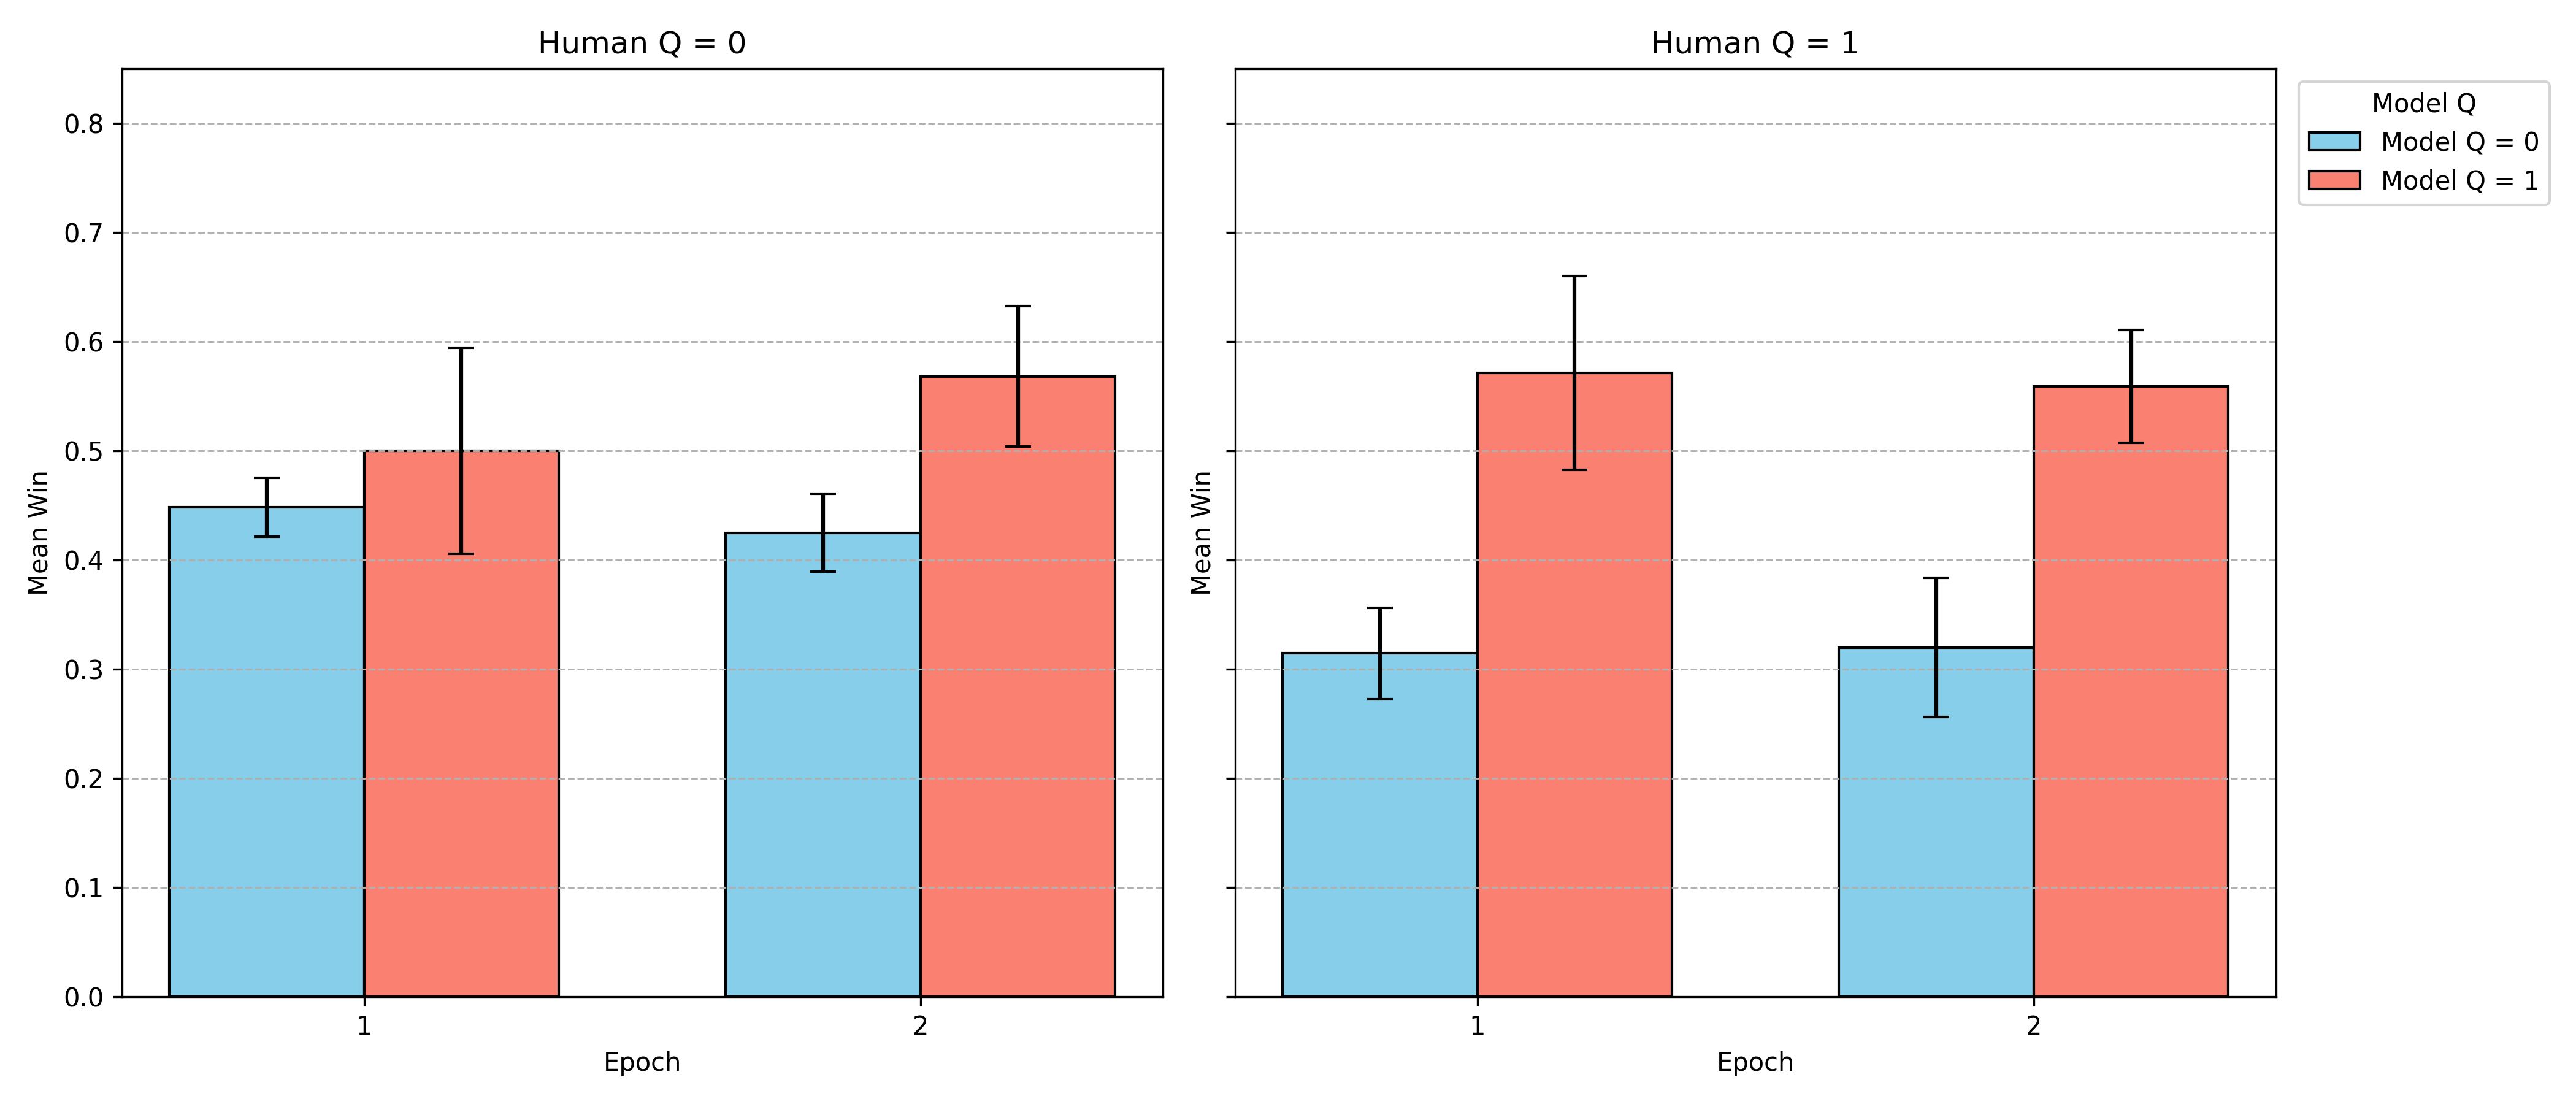 Human Q = 0
0.8
0.7
0.6
0.5
0.4
0.3
0.2
0.1
0.0
Mean Win
1
2
Epoch
Human Q = 1
Mean Win
1
2
Epoch
Model Q
Model Q = 0
Model Q = 1